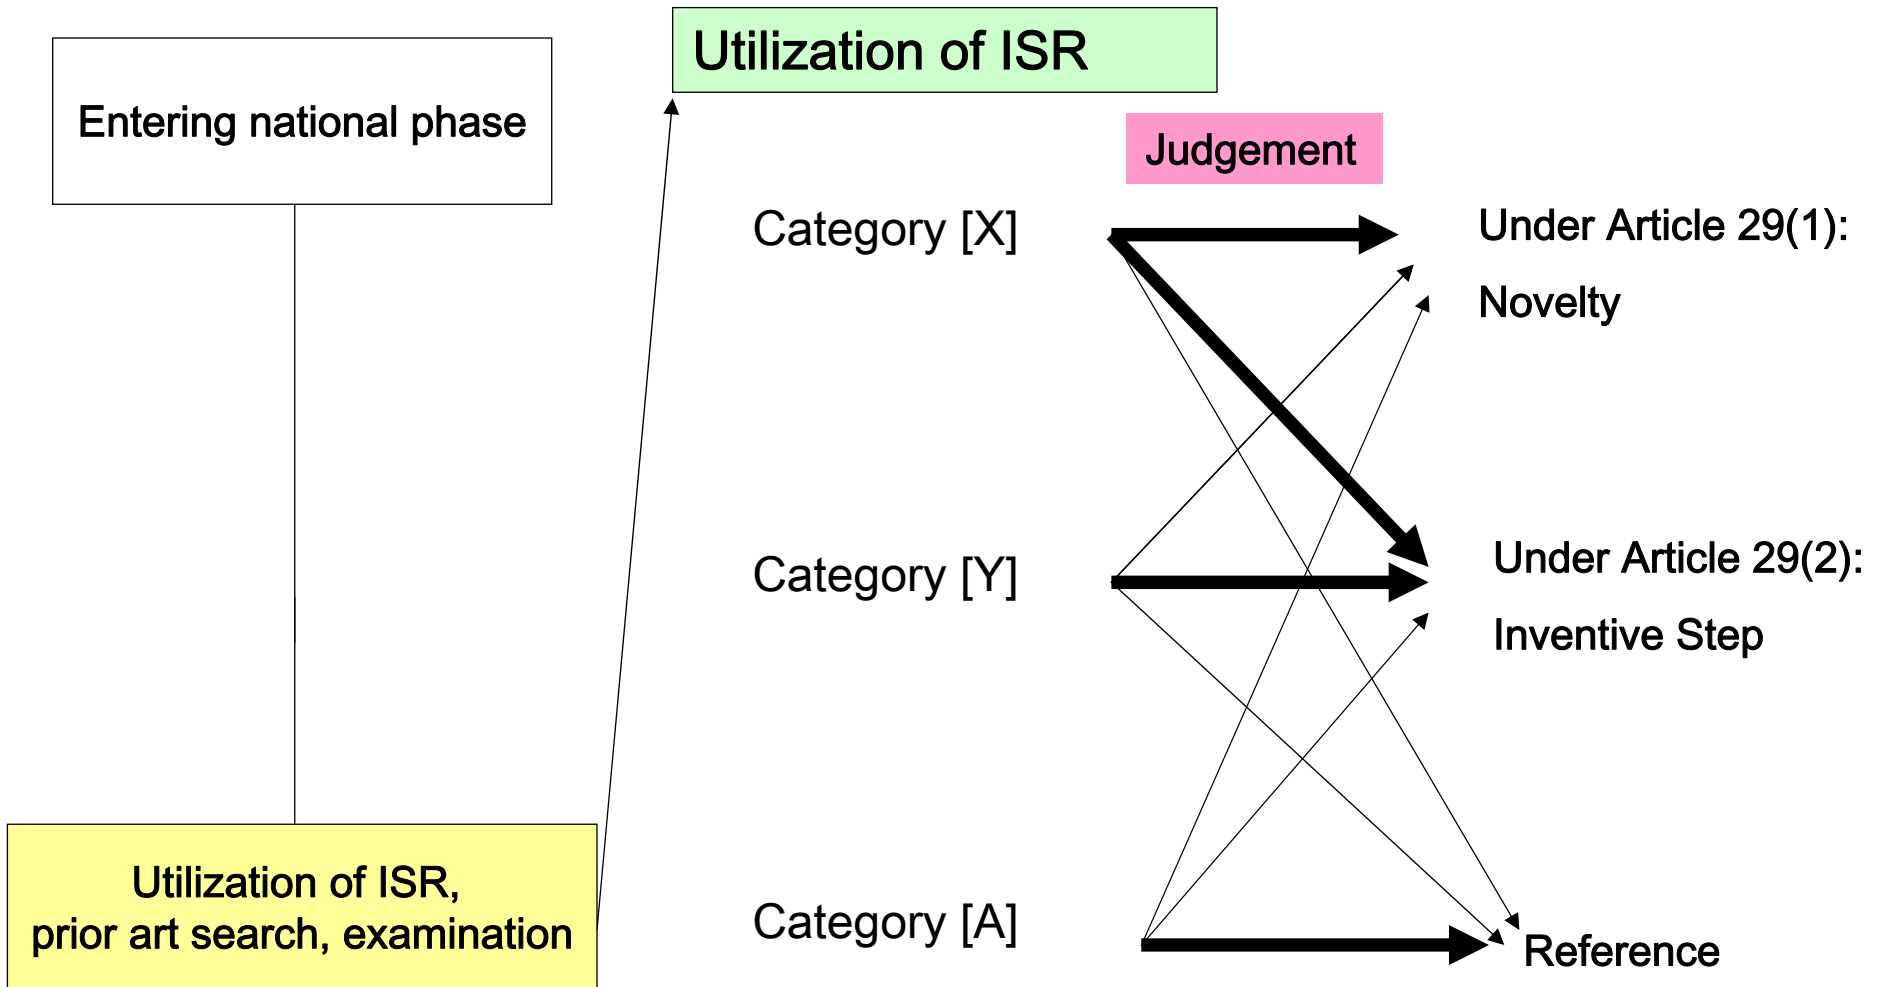 Entering national phase
Utilization of ISR,
prior art search, examination
Utilization of ISR
Judgement
Category [X]
Category [Y]
Category [A]
Under Article 29(1):
Novelty
Under Article 29(2):
Inventive Step
Reference